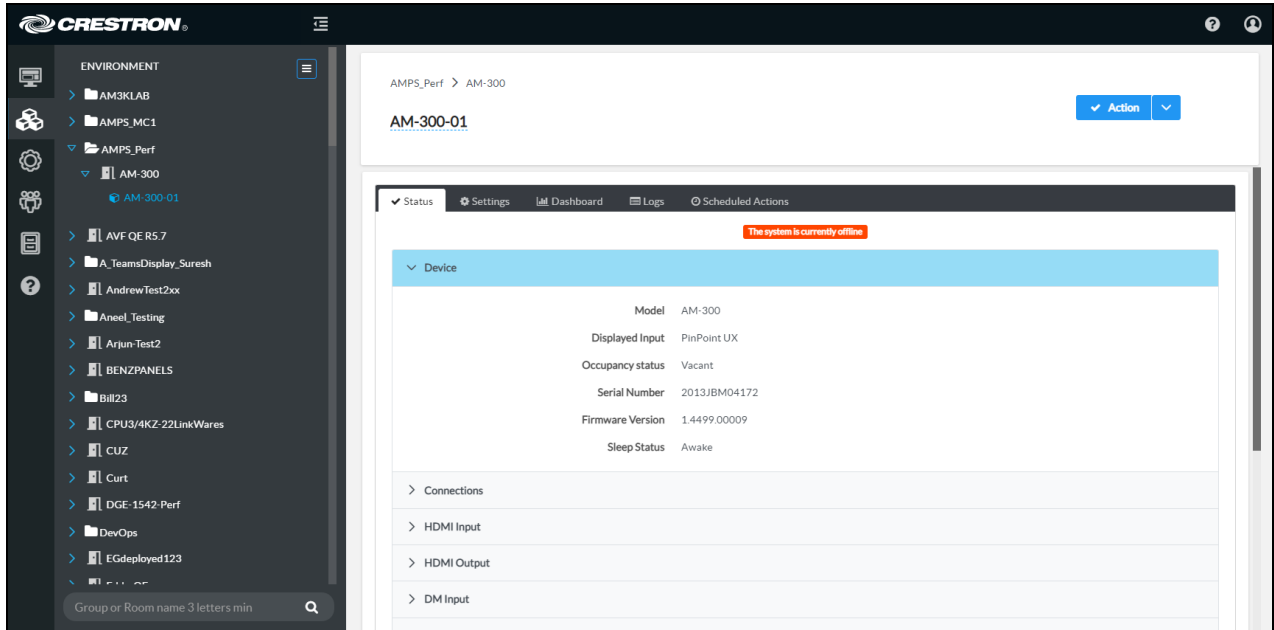 CRESTRON®
ENVIRONMENT
AM3KLAB
AMPS_MC1
AMPS_Perf
AM-300
AM-300-01
AVF QE R5.7
A_TeamsDisplay_Suresh
AndrewTest2xx
Aneel_Testing
Arjun-Test2
BENZPANELS
Bill23
CPU3/4KZ-22LinkWares
CUZ
Curt
DGE-1542-Perf
DevOps
EGdeployed123
Group or Room name 3 letters min
AMPS_Perf > AM-300
AM-300-01
Action
Status Settings Dashboard Logs Scheduled Actions
The system is currently offline
Device
Model AM-300
Displayed Input PinPoint UX
Occupancy status Vacant
Serial Number 2013JBM04172
Firmware Version 1.4499.00009
Sleep Status Awake
Connections
HDMI Input
HDMI Output
DM Input